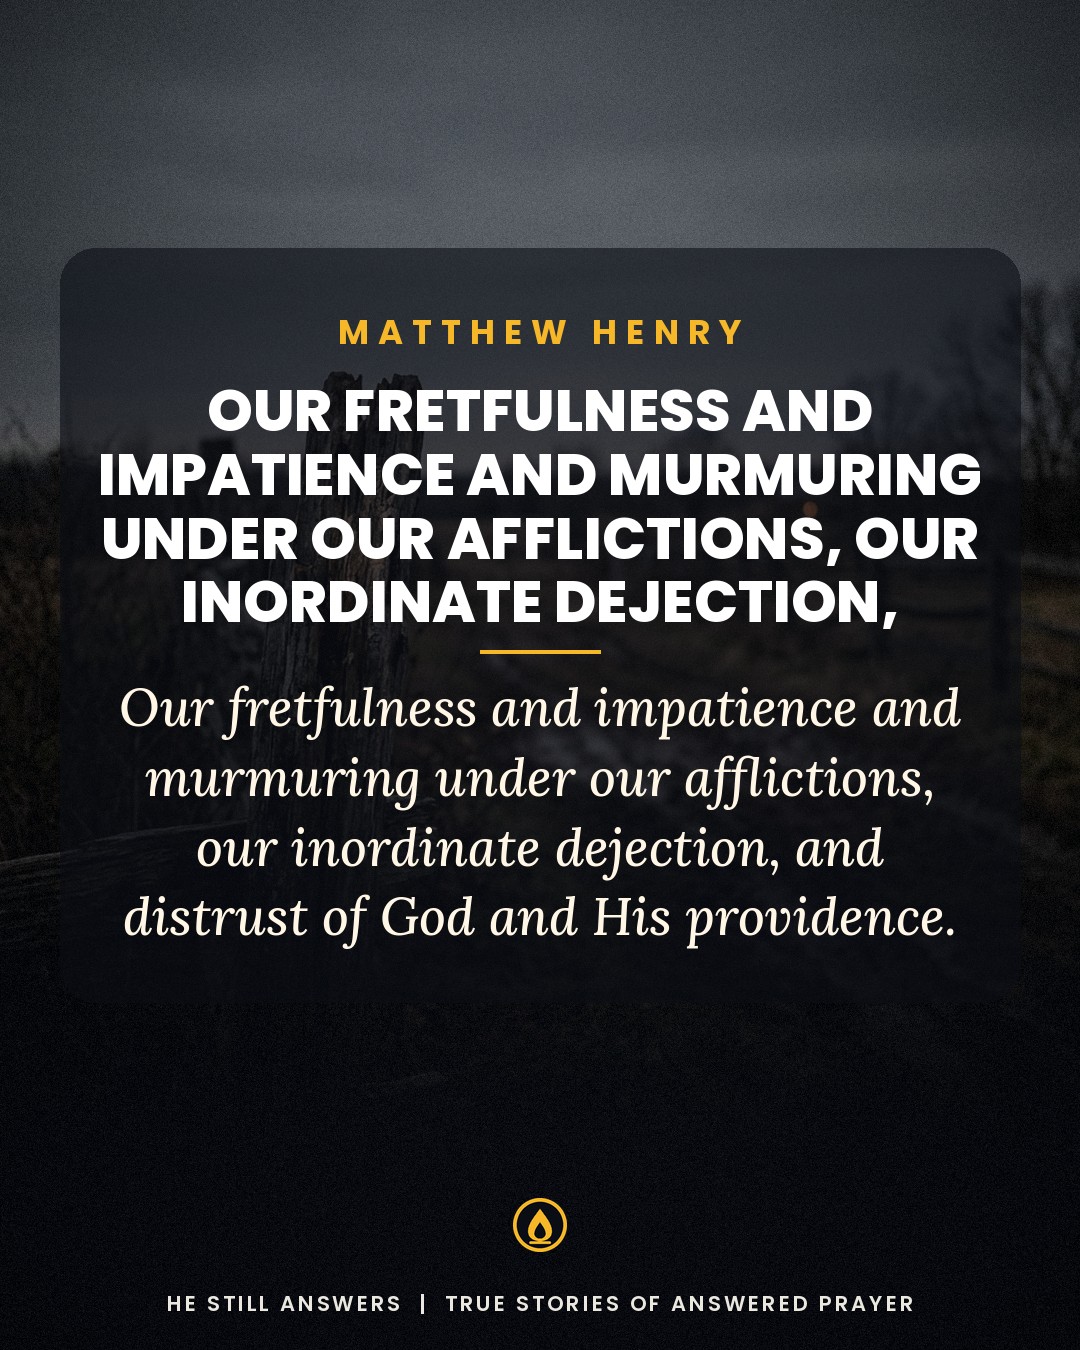 MATTHEW HENRY
OUR FRETFULNESS AND
IMPATIENCE AND MURMURING
UNDER OUR AFFLICTIONS, OUR
INORDINATE DEJECTION,
Our fretfulness and impatience and
murmuring under our afflictions,
our inordinate dejection, and
distrust of God and His providence.
HE STILL ANSWERS | TRUE STORIES OF ANSWERED PRAYER